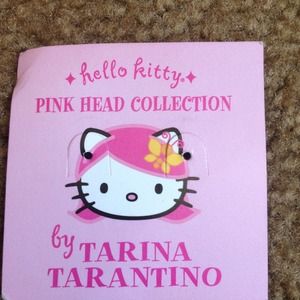 hello kitty
PINK HEAD COLLECTION
by TARINA
TARANTINO